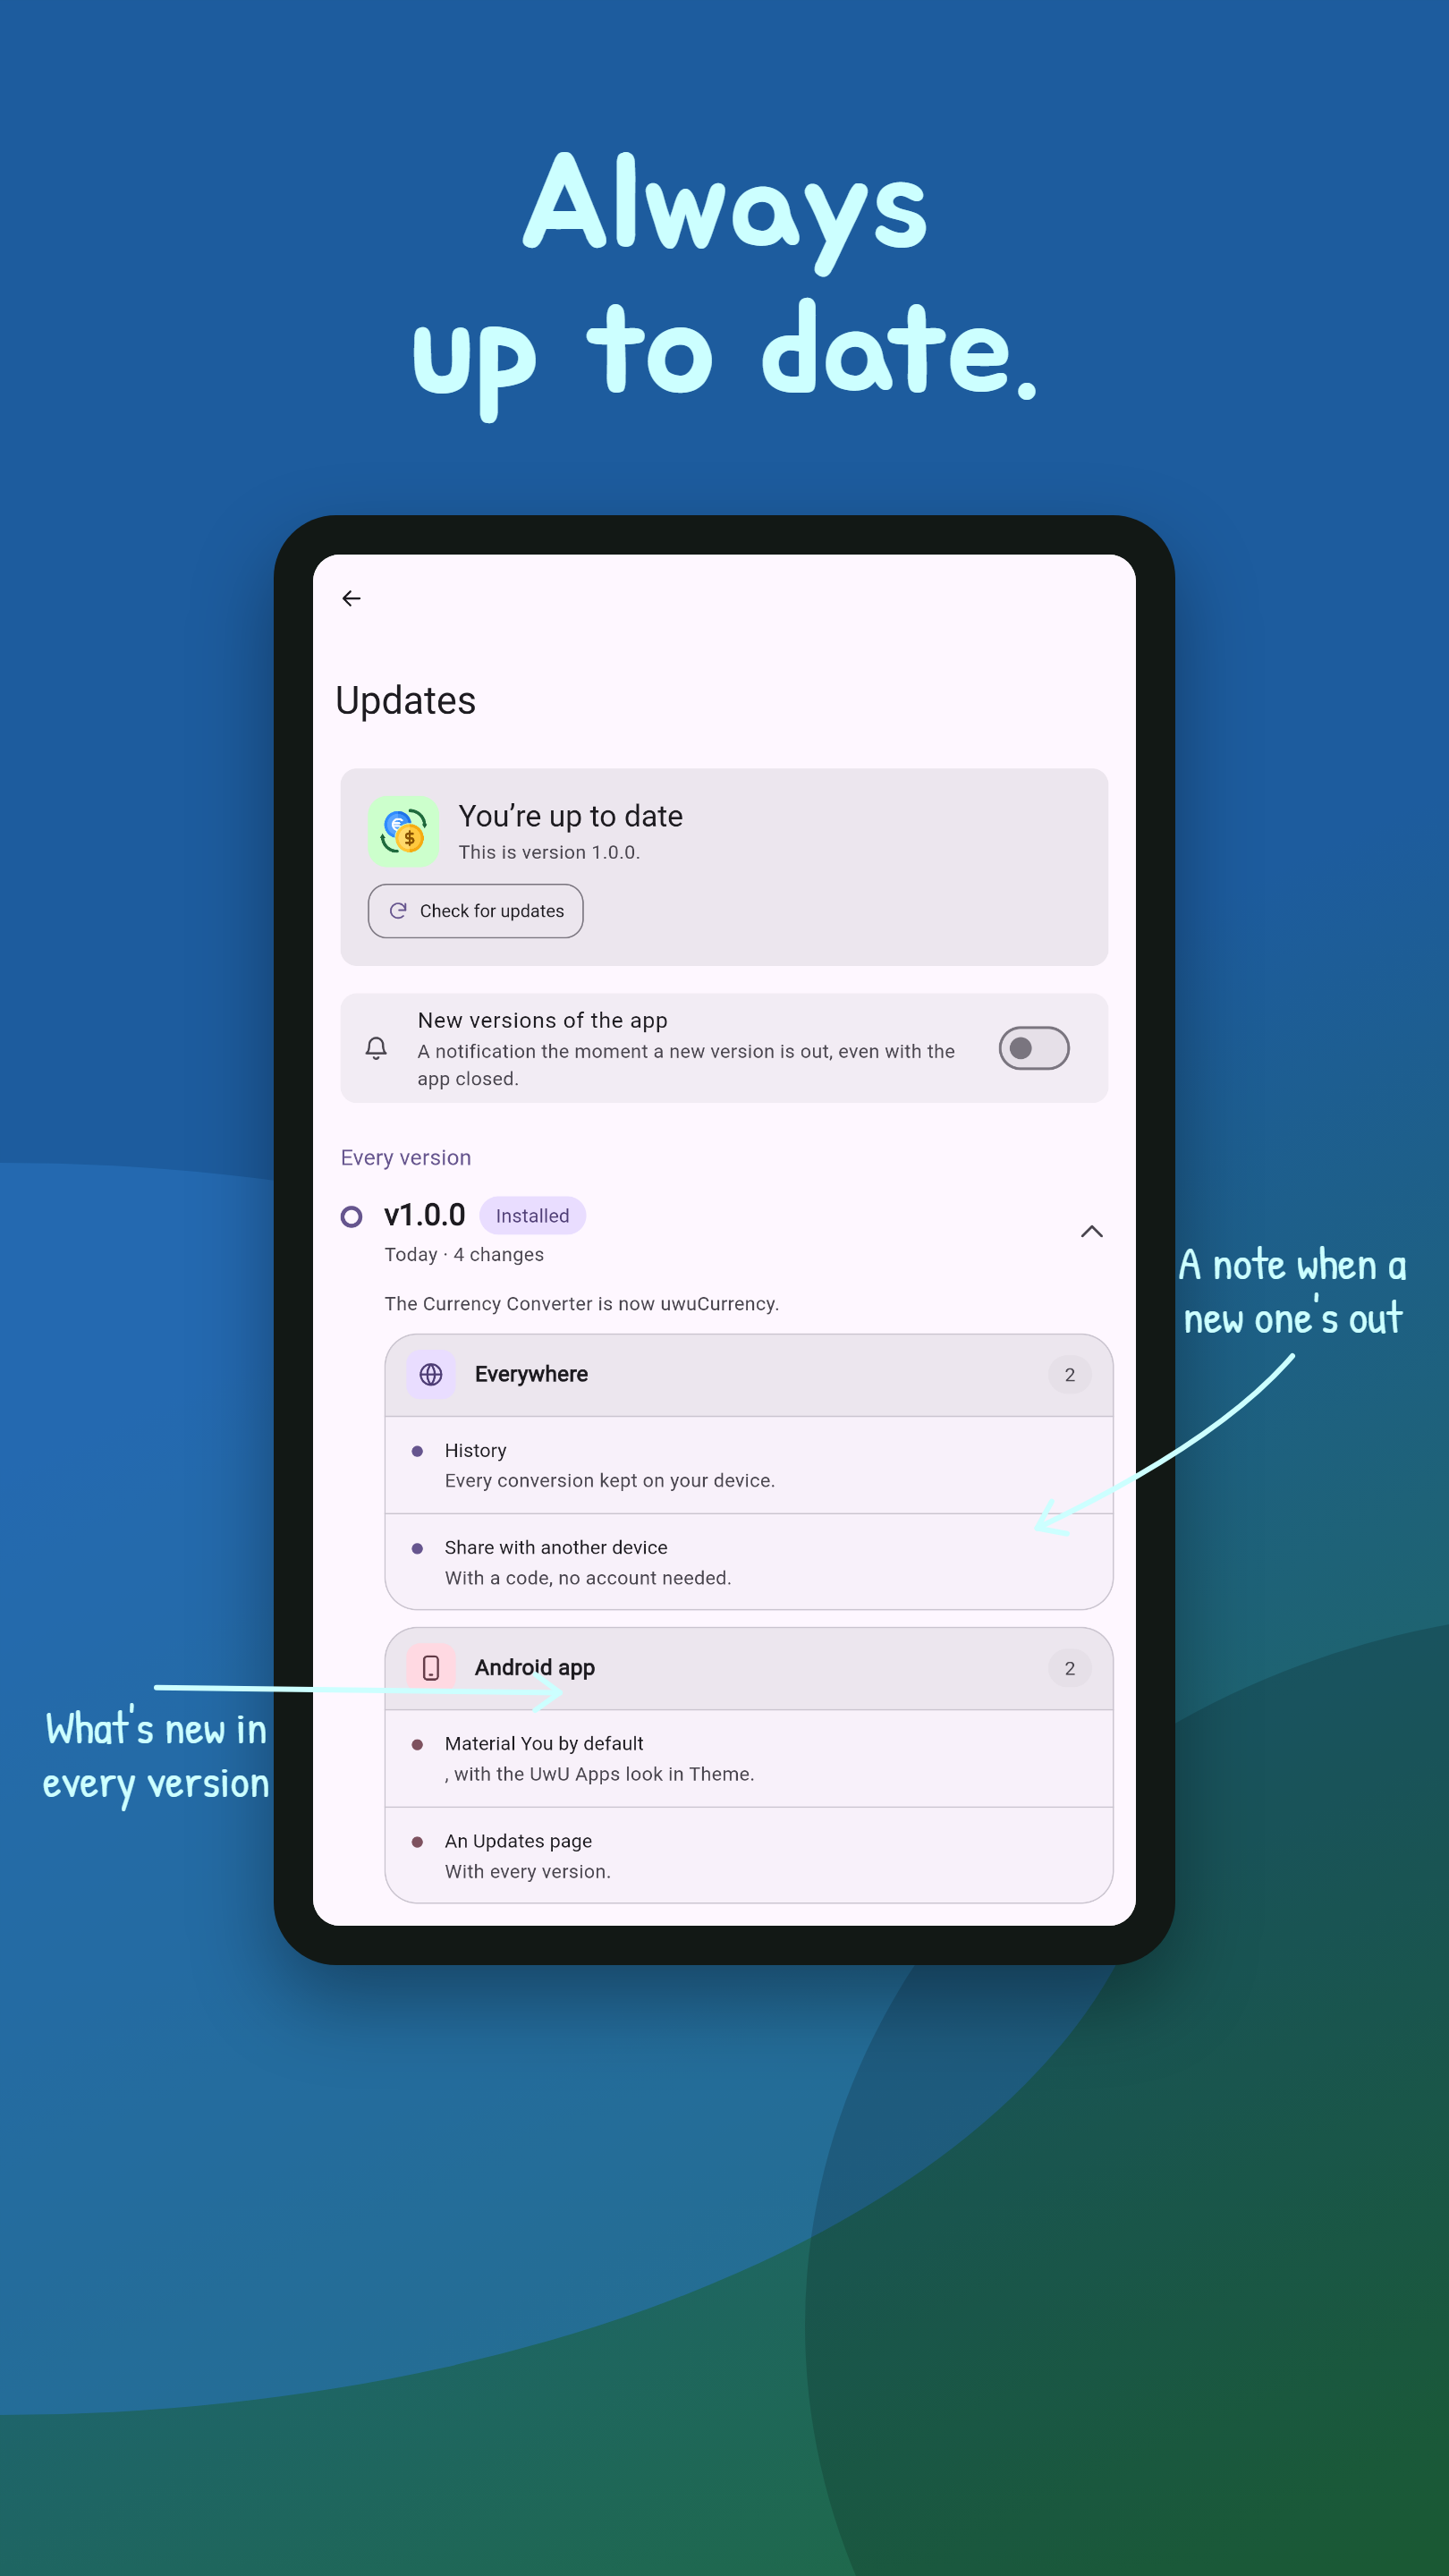 Always
up to date.
Updates
You’re up to date
This is version 1.0.0.
Check for updates
New versions of the app
A notification the moment a new version is out, even with the
app closed.
Every version
v1.0.0 Installed
Today · 4 changes
The Currency Converter is now uwuCurrency.
Everywhere 2
History
Every conversion kept on your device.
Share with another device
With a code, no account needed.
Android app 2
Material You by default
, with the UwU Apps look in Theme.
An Updates page
With every version.
A note when a
new one's out
What's new in
every version